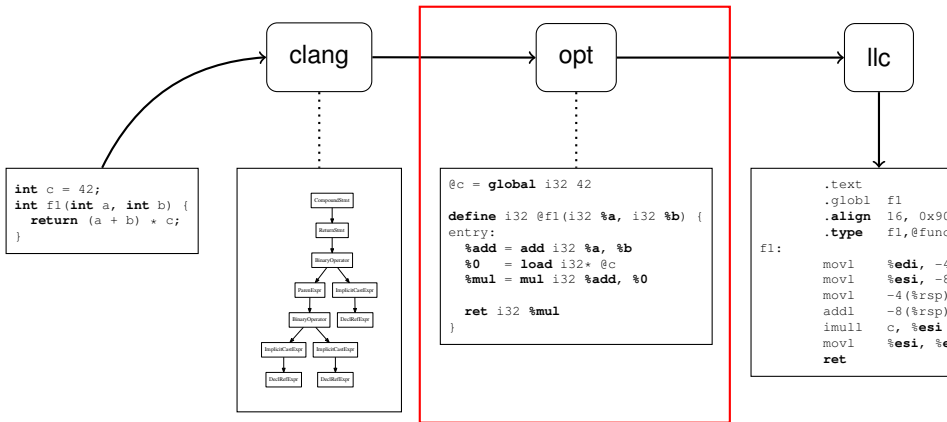 clang
opt
llc
int c = 42;
int f1(int a, int b) {
return (a + b) * c;
}
CompoundStmt
ReturnStmt
BinaryOperator
ParenExpr ImplicitCastExpr
BinaryOperator DeclRefExpr
ImplicitCastExpr ImplicitCastExpr
DeclRefExpr DeclRefExpr
@c = global i32 42
define i32 @f1(i32 %a, i32 %b) {
entry:
%add = add i32 %a, %b
%0 = load i32* @c
%mul = mul i32 %add, %0
ret i32 %mul
}
.text
.globl f1
.align 16, 0x90
.type f1,@func
f1:
movl %edi, -4
movl %esi, -8
movl -4(%rsp)
addl -8(%rsp)
imull c, %esi
movl %esi, %e
ret